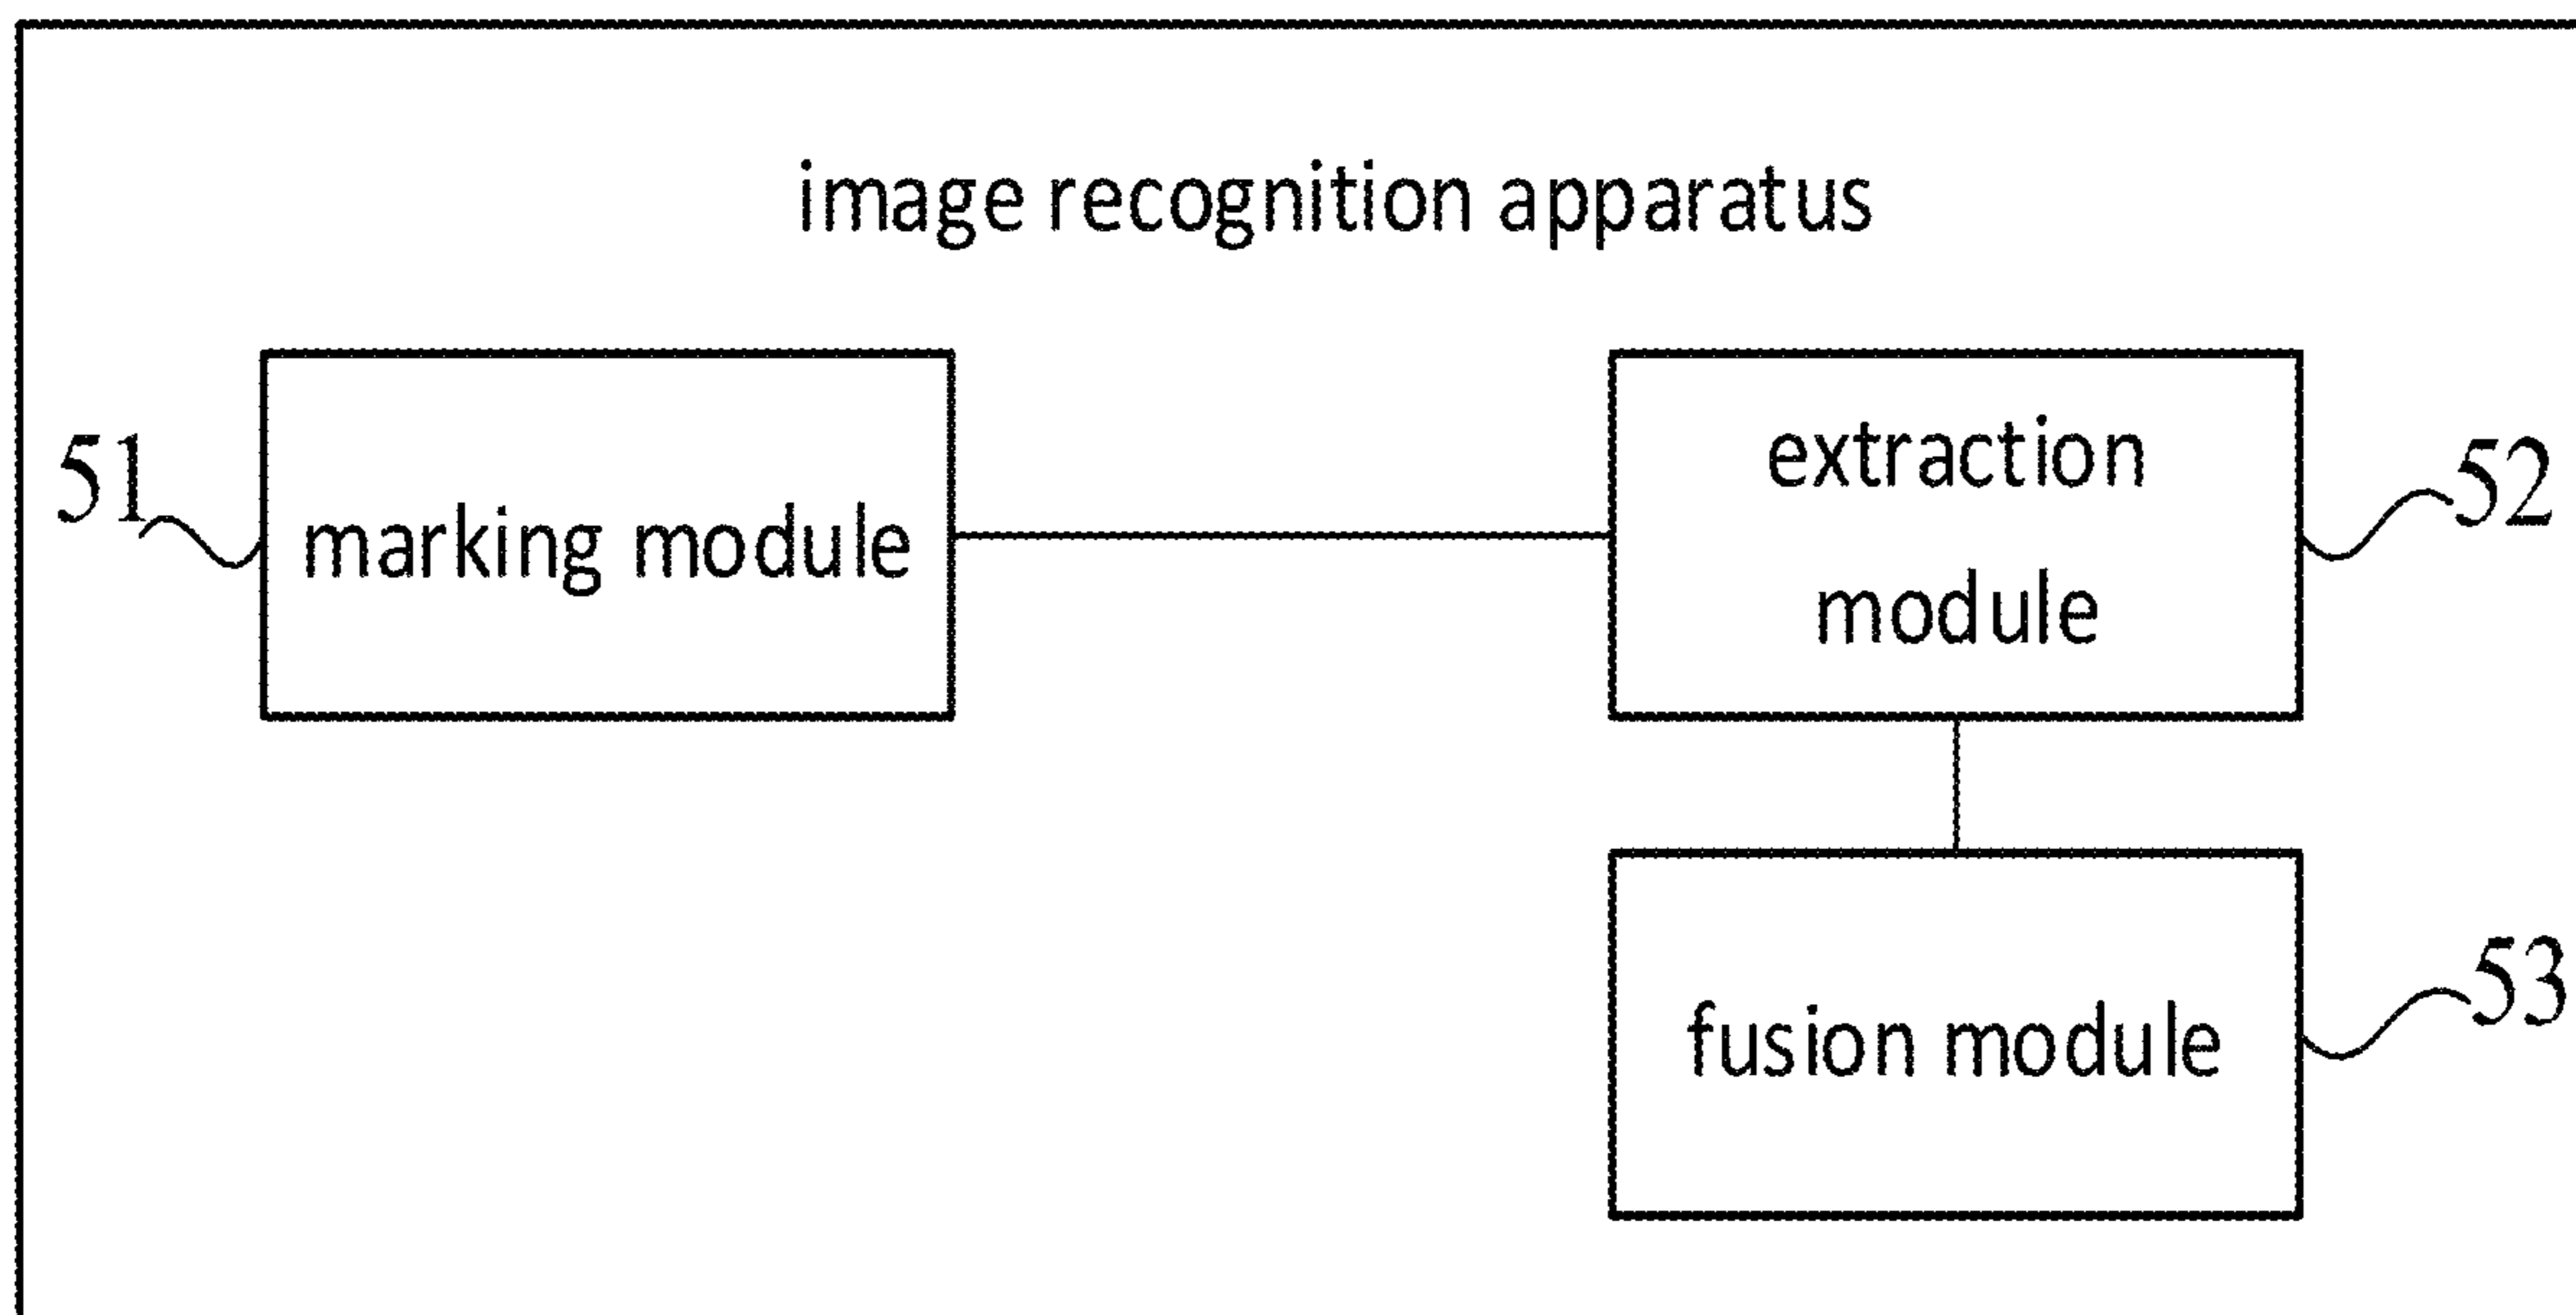 image recognition apparatus
51
marking module
extraction
module
52
fusion module
53